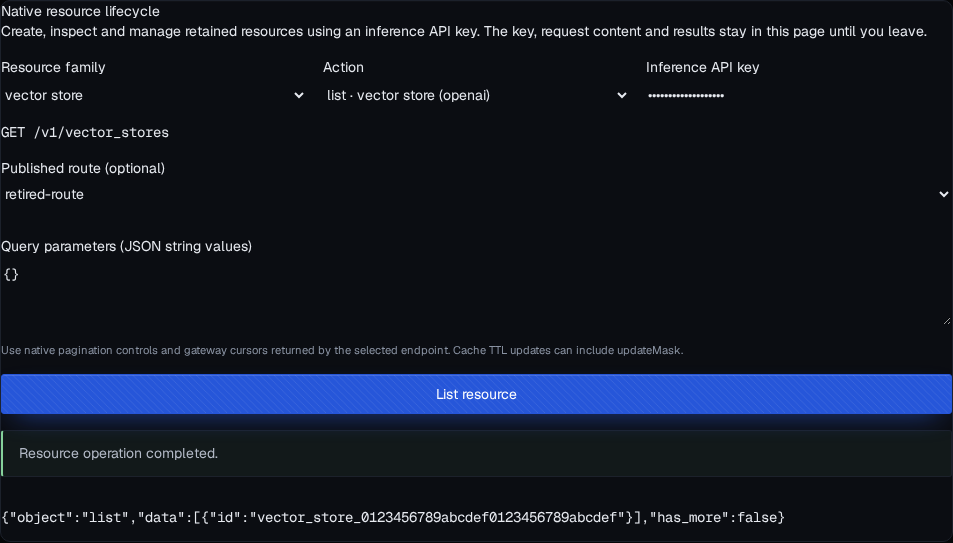 Native resource lifecycle
Create, inspect and manage retained resources using an inference API key. The key, request content and results stay in this page until you leave.
Resource family
Action
Inference API key
vector store
list · vector store (openai)
•••••••••••••••••••
GET /v1/vector_stores
Published route (optional)
retired-route
Query parameters (JSON string values)
{}
Use native pagination controls and gateway cursors returned by the selected endpoint. Cache TTL updates can include updateMask.
List resource
Resource operation completed.
{"object":"list","data":[{"id":"vector_store_0123456789abcdef0123456789abcdef"}],"has_more":false}